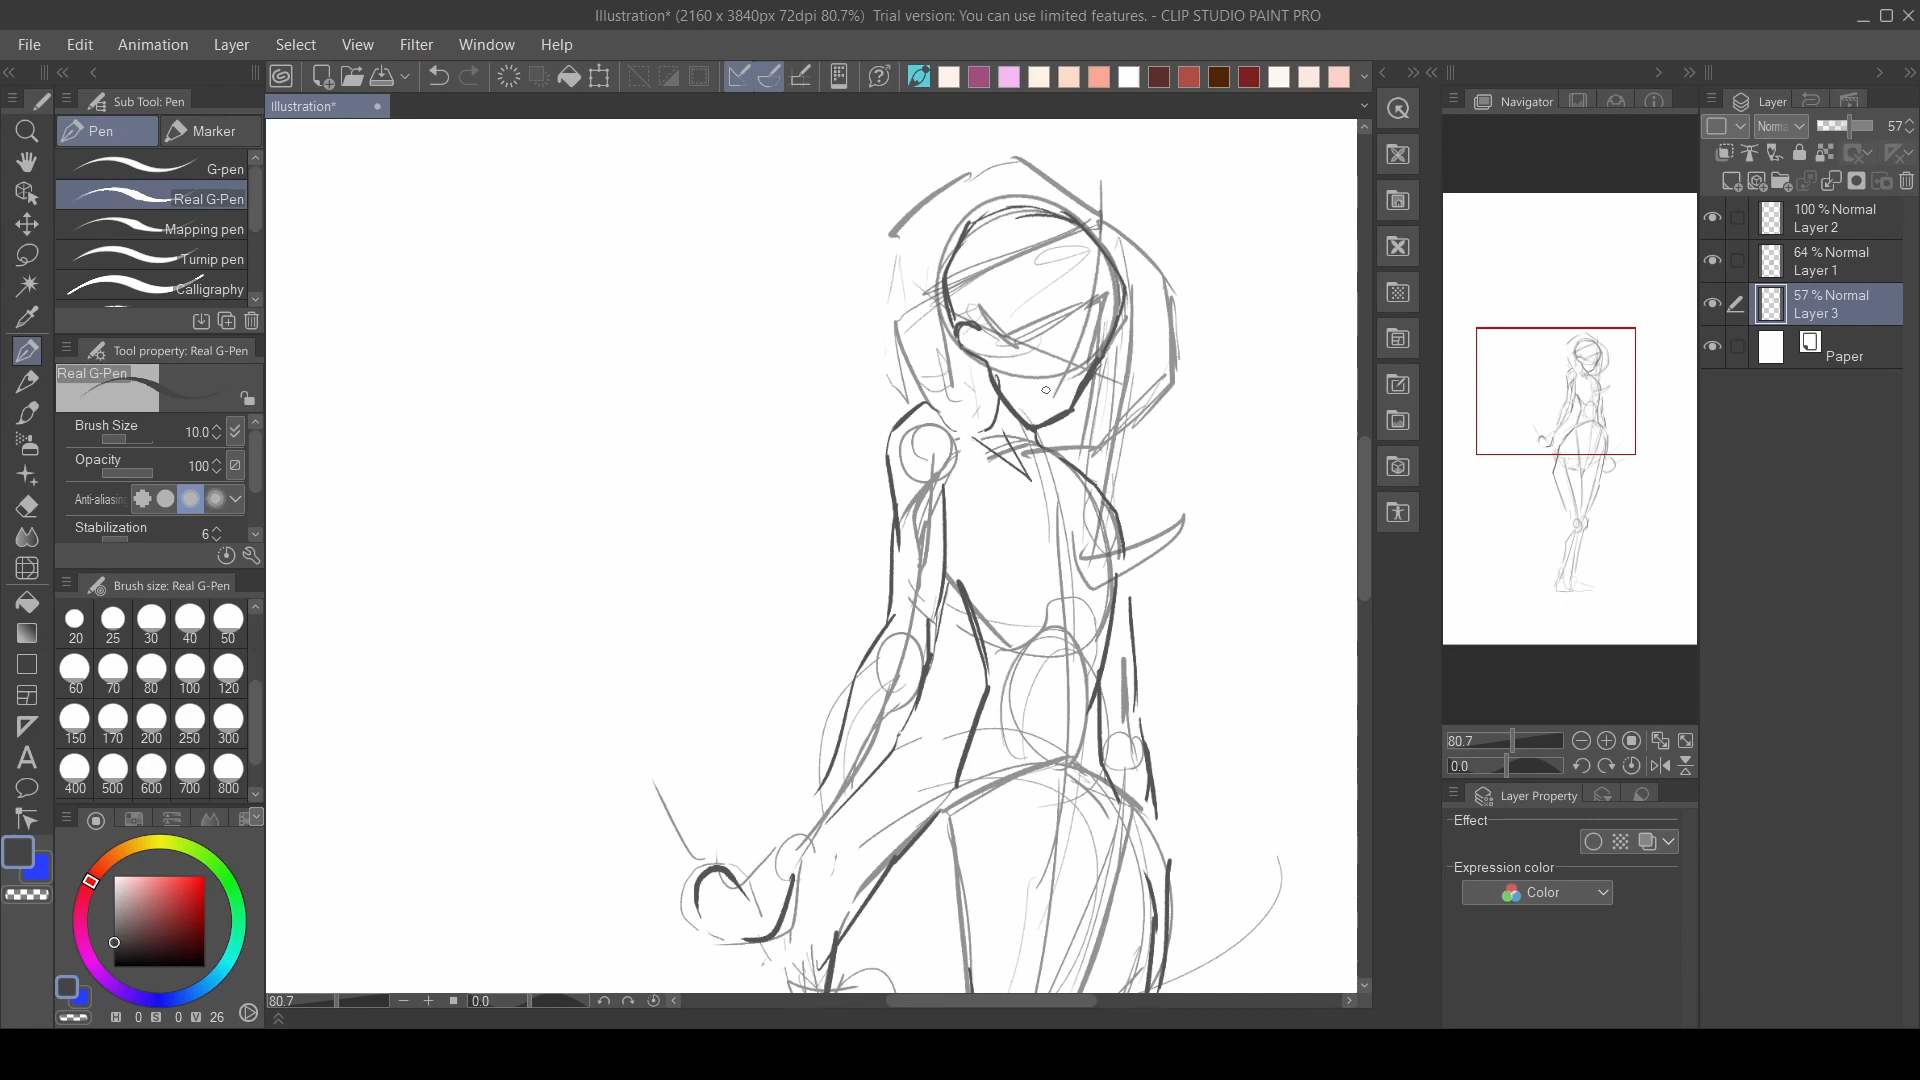 Illustration* (2160 x 3840px 72dpi 80.7%)  Trial version: You can use limited features. - CLIP STUDIO PAINT PRO
File Edit Animation Layer Select View Filter Window Help
Sub Tool: Pen
Illustration*
Navigator
Layer
Pen Marker
Norma 57
G-pen
Real G-Pen
Mapping pen
Turnip pen
Calligraphy
100 % Normal
Layer 2
64 % Normal
Layer 1
57 % Normal
Layer 3
Paper
Tool property: Real G-Pen
Real G-Pen
Brush Size 10.0
Opacity 100
Anti-aliasing
Stabilization 6
Brush size: Real G-Pen
20 25 30 40 50
60 70 80 100 120
150 170 200 250 300
400 500 600 700 800
80.7
0.0
Layer Property
Effect
Expression color
Color
80.7 0.0
H 0 S 0 V 26